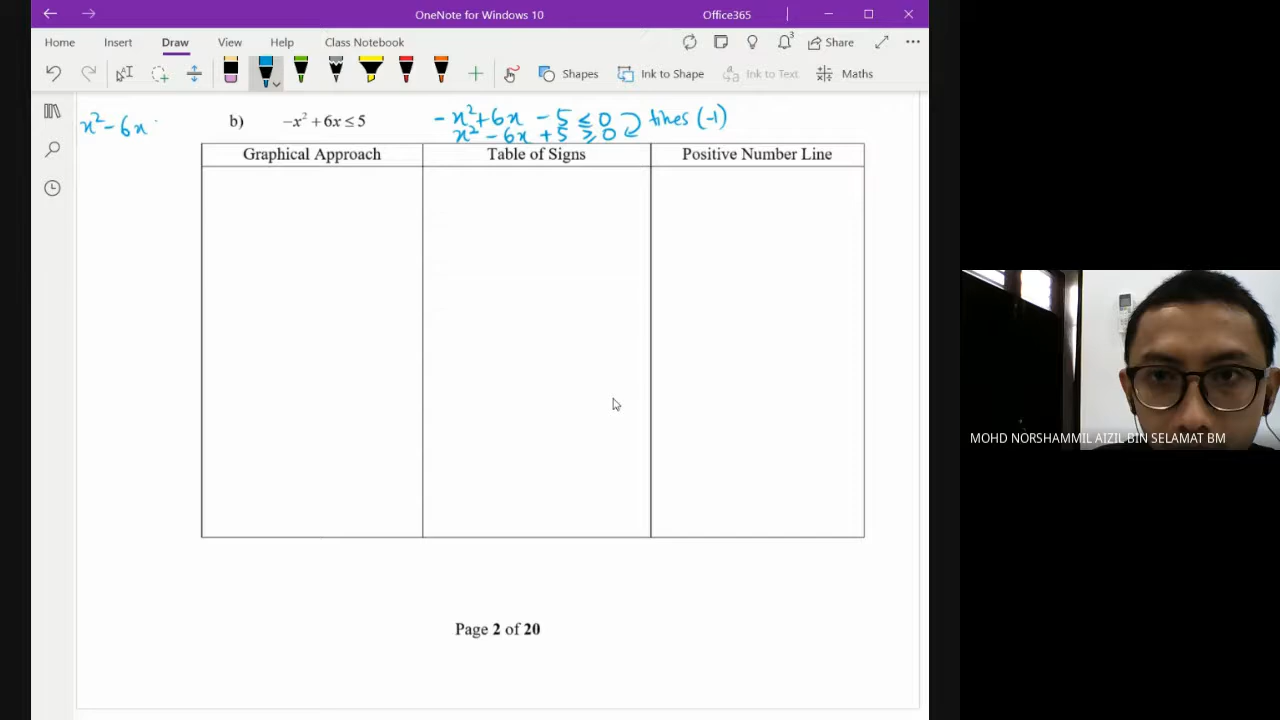 OneNote for Windows 10
Office365
Home Insert Draw View Help Class Notebook
3
Share
Shapes
Ink to Shape
Ink to Text
Maths
x² - 6x
b) −x² + 6x ≤ 5
- x² + 6x - 5 ≤ 0
times (-1)
x² - 6x + 5 ≥ 0
Graphical Approach
Table of Signs
Positive Number Line
MOHD NORSHAMMIL AIZIL BIN SELAMAT BM
Page 2 of 20